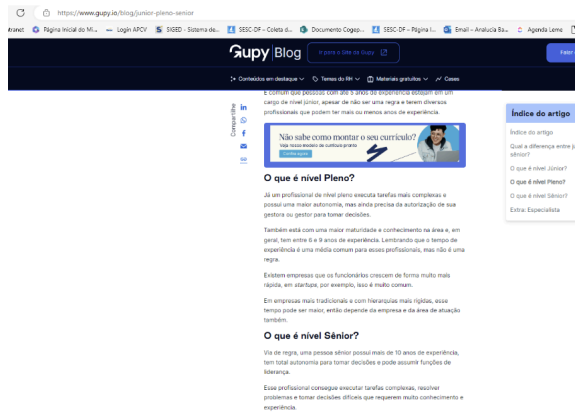 https://www.gupy.io/blog/junior-pleno-senior
ntranet Página inicial do Mi... Login APCV SIGED - Sistema de... SESC-DF – Coleta d... Documento Cogep... SESC-DF – Página I... Email – Analucia Ba... Agenda Leme
Gupy Blog Ir para o Site da Gupy Falar
Conteúdos em destaque Temas do RH Materiais gratuitos Cases
É comum que pessoas com até 5 anos de experiência estejam em um
cargo de nível júnior, apesar de não ser uma regra e terem diversos
profissionais que podem ter mais ou menos anos de experiência.
Compartilhe
Não sabe como montar o seu currículo?
Veja nosso modelo de currículo pronto
Confira agora
O que é nível Pleno?
Já um profissional de nível pleno executa tarefas mais complexas e
possui uma maior autonomia, mas ainda precisa da autorização de sua
gestora ou gestor para tomar decisões.
Também está com uma maior maturidade e conhecimento na área e, em
geral, tem entre 6 e 9 anos de experiência. Lembrando que o tempo de
experiência é uma média comum para esses profissionais, mas não é uma
regra.
Existem empresas que os funcionários crescem de forma muito mais
rápida, em startups, por exemplo, isso é muito comum.
Em empresas mais tradicionais e com hierarquias mais rígidas, esse
tempo pode ser maior, então depende da empresa e da área de atuação
também.
O que é nível Sênior?
Via de regra, uma pessoa sênior possui mais de 10 anos de experiência,
tem total autonomia para tomar decisões e pode assumir funções de
liderança.
Esse profissional consegue executar tarefas complexas, resolver
problemas e tomar decisões difíceis que requerem muito conhecimento e
experiência.
Índice do artigo
Índice do artigo
Qual a diferença entre jú
sênior?
O que é nível Júnior?
O que é nível Pleno?
O que é nível Sênior?
Extra: Especialista